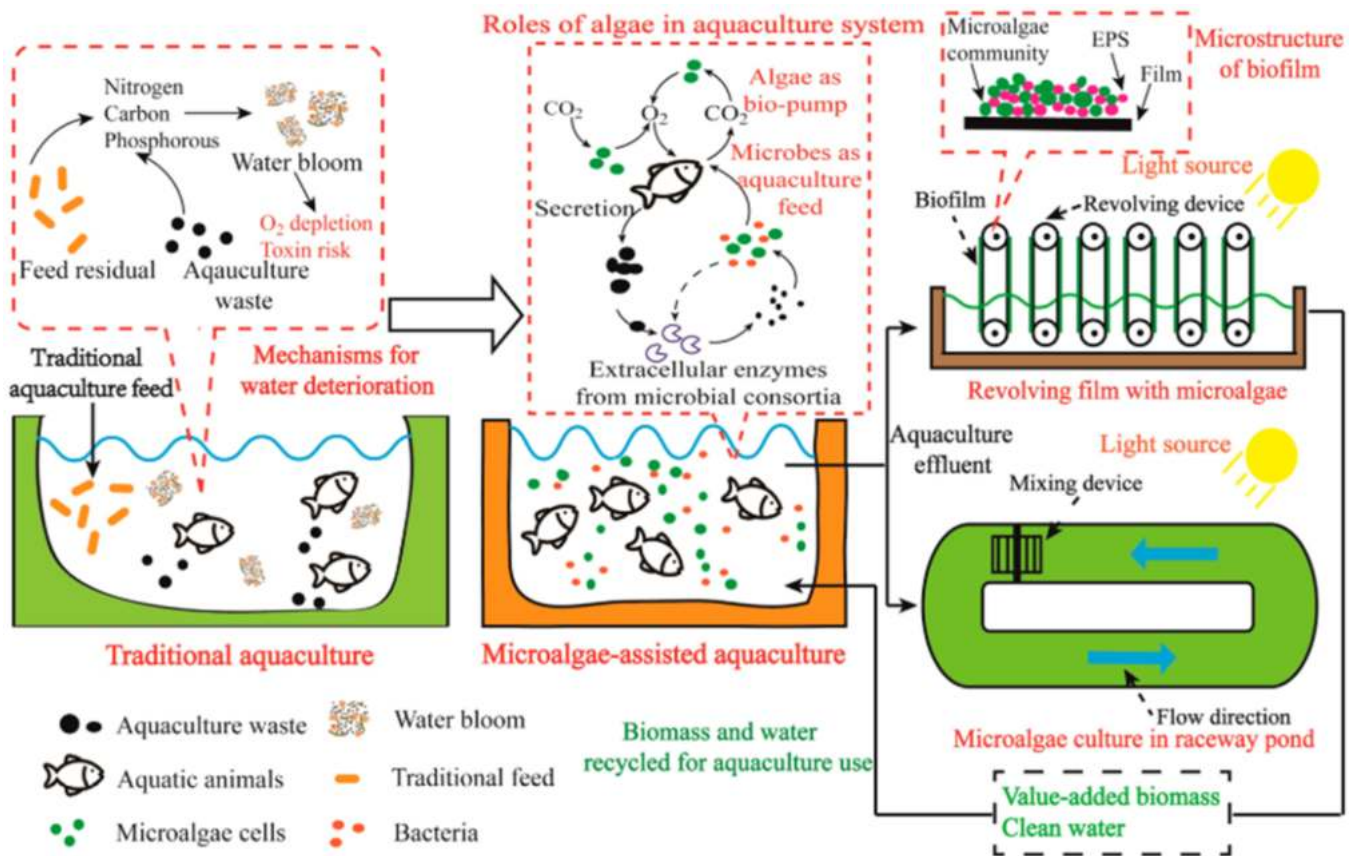 Roles of algae in aquaculture system
Nitrogen
Carbon
Phosphorous
Water bloom
O₂ depletion
Toxin risk
Feed residual
Aqauculture
waste
Mechanisms for
water deterioration
Traditional
aquaculture feed
Traditional aquaculture
Algae as
bio-pump
CO₂
O₂
CO₂
Microbes as
aquaculture
feed
Secretion
Extracellular enzymes
from microbial consortia
Microalgae-assisted aquaculture
Aquaculture
effluent
Microalgae
community
EPS
Film
Microstructure
of biofilm
Light source
Biofilm
Revolving device
Revolving film with microalgae
Light source
Mixing device
Flow direction
Microalgae culture in raceway pond
Value-added biomass
Clean water
Biomass and water
recycled for aquaculture use
Aquaculture waste
Water bloom
Aquatic animals
Traditional feed
Microalgae cells
Bacteria